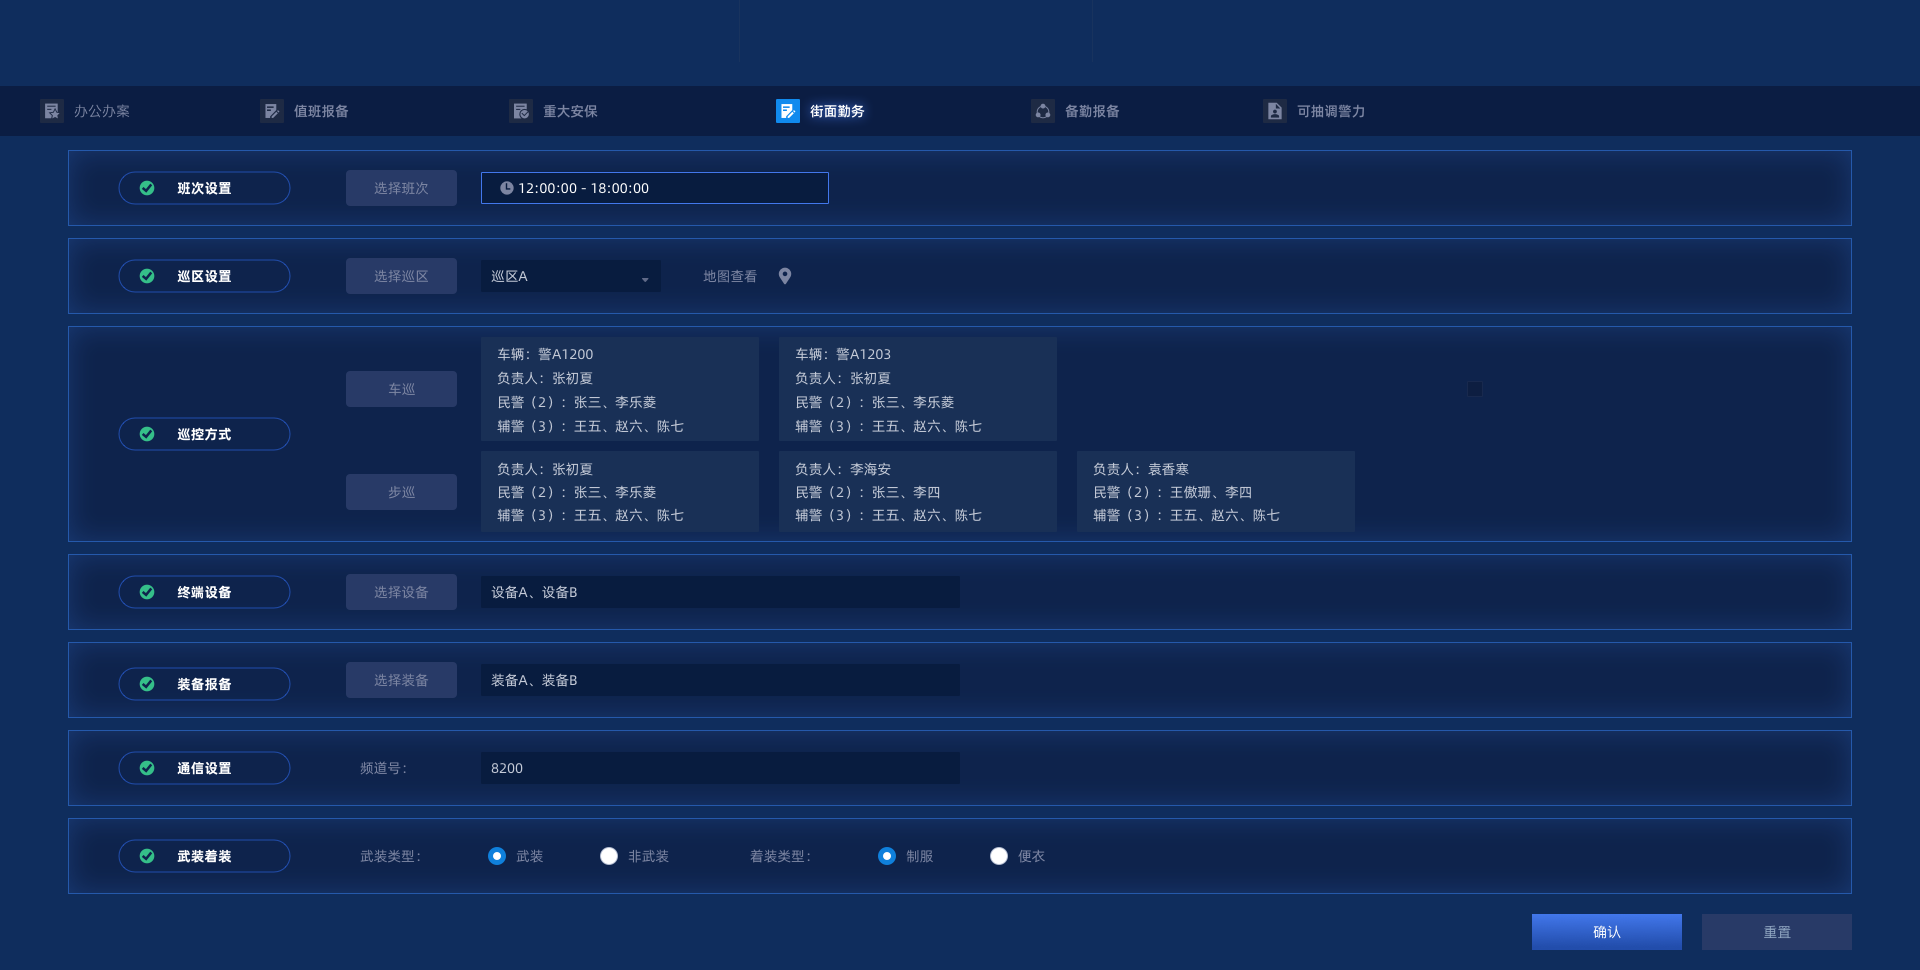 办公办案
值班报备
重大安保
街面勤务
备勤报备
可抽调警力
班次设置
选择班次
12:00:00 - 18:00:00
巡区设置
选择巡区
巡区A
地图查看
巡控方式
车巡
车辆：警A1200
负责人：张初夏
民警（2）：张三、李乐菱
辅警（3）：王五、赵六、陈七
车辆：警A1203
负责人：张初夏
民警（2）：张三、李乐菱
辅警（3）：王五、赵六、陈七
步巡
负责人：张初夏
民警（2）：张三、李乐菱
辅警（3）：王五、赵六、陈七
负责人：李海安
民警（2）：张三、李四
辅警（3）：王五、赵六、陈七
负责人：袁香寒
民警（2）：王傲珊、李四
辅警（3）：王五、赵六、陈七
终端设备
选择设备
设备A、设备B
装备报备
选择装备
装备A、装备B
通信设置
频道号：
8200
武装着装
武装类型：
武装
非武装
着装类型：
制服
便衣
确认
重置